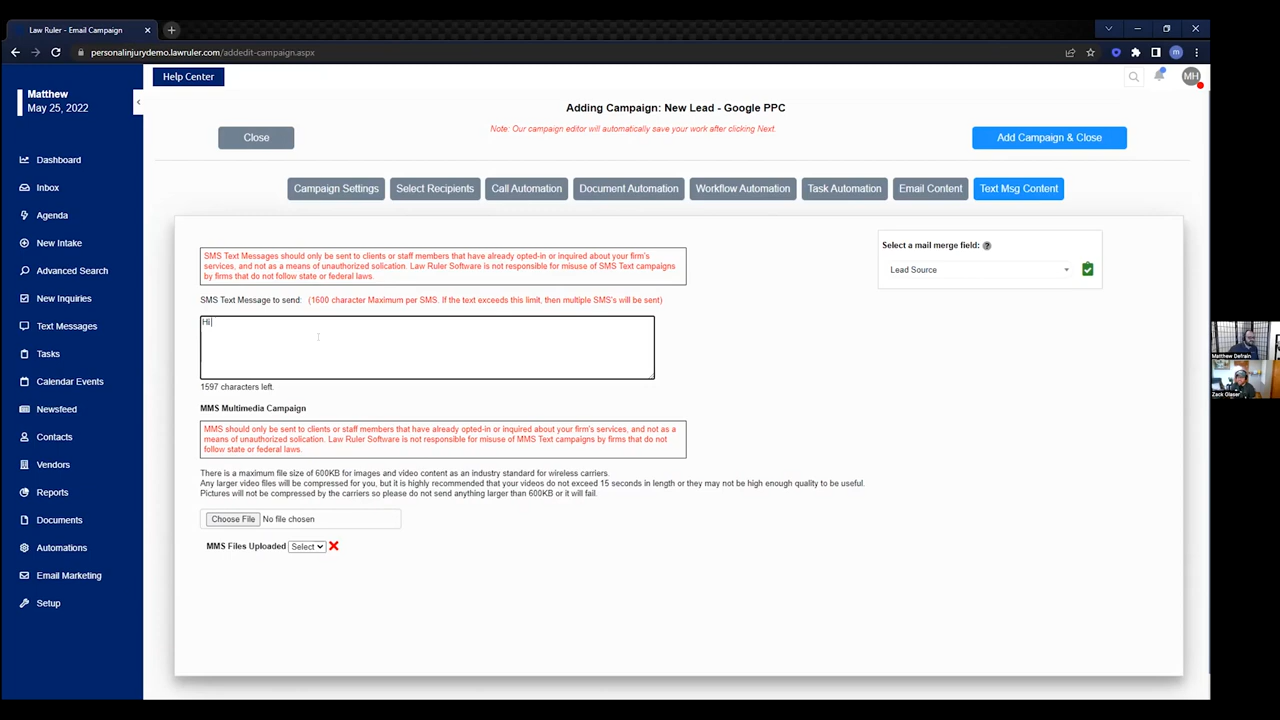 Law Ruler - Email Campaign
personalinjurydemo.lawruler.com/addedit-campaign.aspx
m
Matthew
May 25, 2022
Help Center
MH
Adding Campaign: New Lead - Google PPC
Note: Our campaign editor will automatically save your work after clicking Next.
Close
Add Campaign & Close
Campaign Settings
Select Recipients
Call Automation
Document Automation
Workflow Automation
Task Automation
Email Content
Text Msg Content
Dashboard
Inbox
Agenda
New Intake
Advanced Search
New Inquiries
Text Messages
Tasks
Calendar Events
Newsfeed
Contacts
Vendors
Reports
Documents
Automations
Email Marketing
Setup
SMS Text Messages should only be sent to clients or staff members that have already opted-in or inquired about your firm's
services, and not as a means of unauthorized solication. Law Ruler Software is not responsible for misuse of SMS Text campaigns
by firms that do not follow state or federal laws.
SMS Text Message to send: (1600 character Maximum per SMS. If the text exceeds this limit, then multiple SMS's will be sent)
Hi
1597 characters left.
MMS Multimedia Campaign
MMS should only be sent to clients or staff members that have already opted-in or inquired about your firm's services, and not as a
means of unauthorized solication. Law Ruler Software is not responsible for misuse of MMS Text campaigns by firms that do not
follow state or federal laws.
There is a maximum file size of 600KB for images and video content as an industry standard for wireless carriers.
Any larger video files will be compressed for you, but it is highly recommended that your videos do not exceed 15 seconds in length or they may not be high enough quality to be useful.
Pictures will not be compressed by the carriers so please do not send anything larger than 600KB or it will fail.
Choose File No file chosen
MMS Files Uploaded Select
Select a mail merge field: ?
Lead Source
Matthew Defrain
Zack Glaser